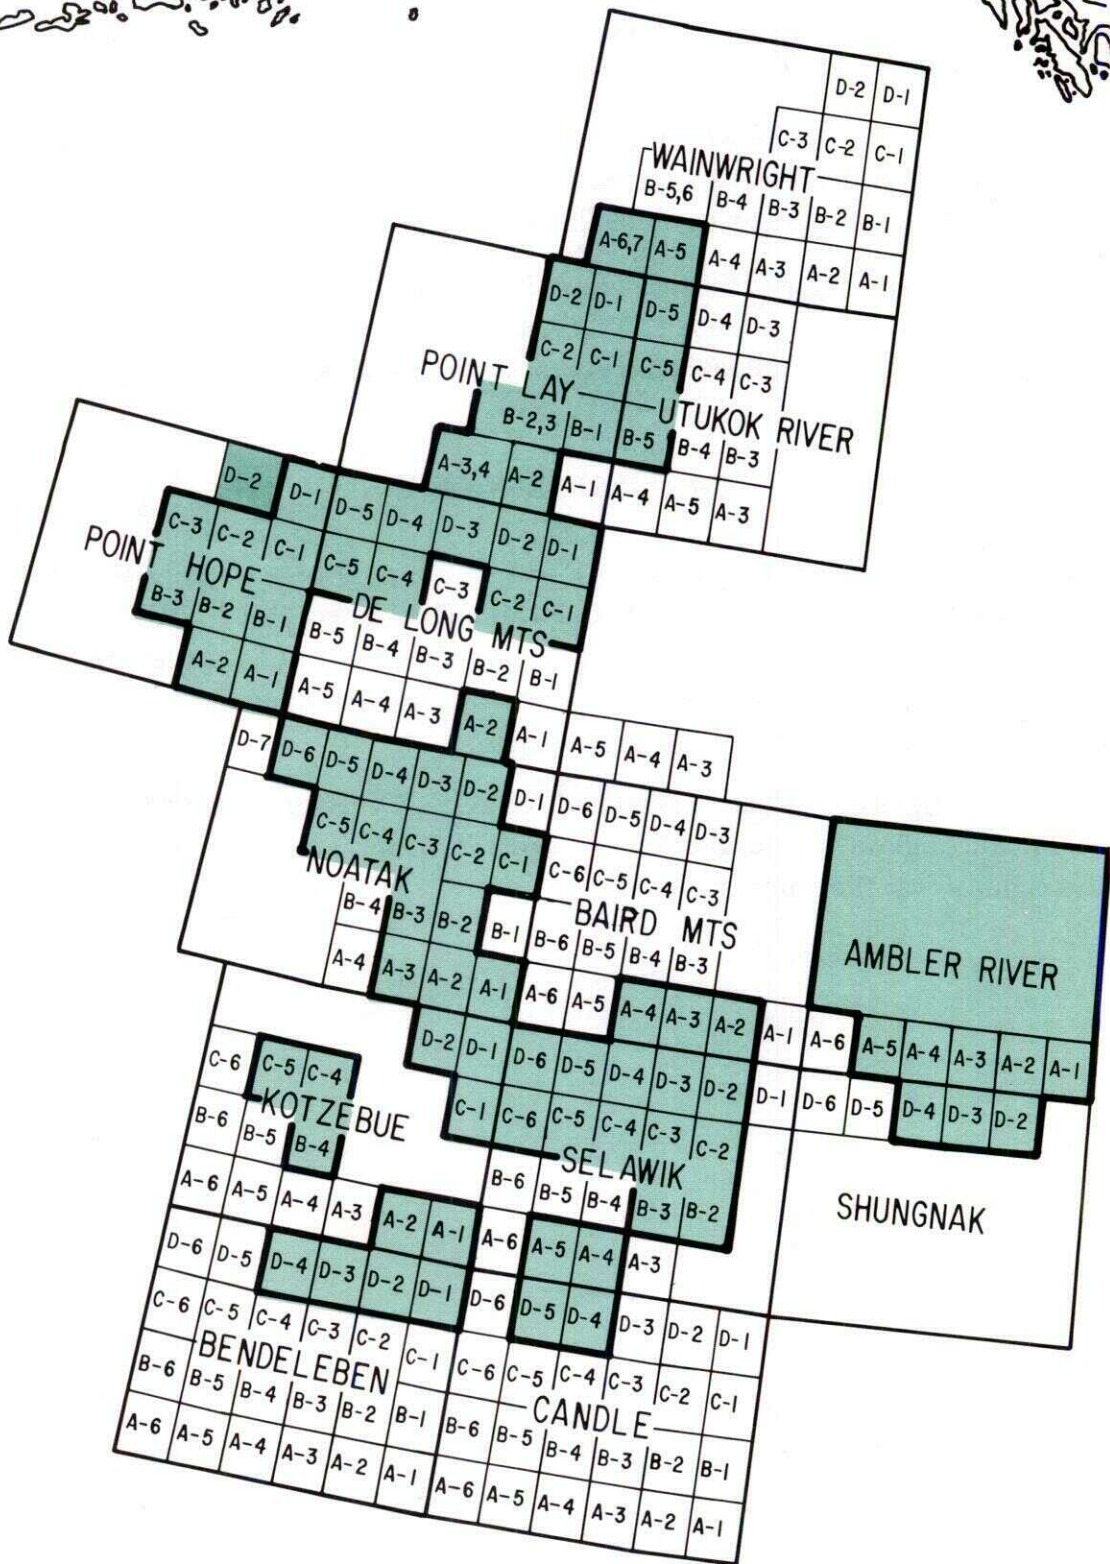 D-2 D-1
C-3 C-2 C-1
WAINWRIGHT
B-5,6 B-4 B-3 B-2 B-1
A-6,7 A-5 A-4 A-3 A-2 A-1
D-2 D-1 D-5 D-4 D-3
C-2 C-1 C-5 C-4 C-3
POINT LAY
UTUKOK RIVER
B-2,3 B-1 B-5 B-4 B-3
A-3,4 A-2 A-1 A-4 A-5 A-3
D-2 D-1 D-5 D-4 D-3 D-2 D-1
C-3 C-2 C-1 C-5 C-4 C-3 C-2 C-1
POINT HOPE
DE LONG MTS
B-3 B-2 B-1 B-5 B-4 B-3 B-2 B-1
A-2 A-1 A-5 A-4 A-3 A-2 A-1 A-5 A-4 A-3
D-7 D-6 D-5 D-4 D-3 D-2 D-1 D-6 D-5 D-4 D-3
C-5 C-4 C-3 C-2 C-1 C-6 C-5 C-4 C-3
NOATAK
BAIRD MTS
AMBLER RIVER
B-4 B-3 B-2 B-1 B-6 B-5 B-4 B-3
A-4 A-3 A-2 A-1 A-6 A-5 A-4 A-3 A-2 A-1 A-6 A-5 A-4 A-3 A-2 A-1
D-2 D-1 D-6 D-5 D-4 D-3 D-2 D-1 D-6 D-5 D-4 D-3 D-2
C-6 C-5 C-4 C-1 C-6 C-5 C-4 C-3 C-2
KOTZEBUE
SELAWIK
SHUNGNAK
B-6 B-5 B-4 B-6 B-5 B-4 B-3 B-2
A-6 A-5 A-4 A-3 A-2 A-1 A-6 A-5 A-4 A-3
D-6 D-5 D-4 D-3 D-2 D-1 D-6 D-5 D-4 D-3 D-2 D-1
C-6 C-5 C-4 C-3 C-2 C-1 C-6 C-5 C-4 C-3 C-2 C-1
BENDELEBEN
CANDLE
B-6 B-5 B-4 B-3 B-2 B-1 B-6 B-5 B-4 B-3 B-2 B-1
A-6 A-5 A-4 A-3 A-2 A-1 A-6 A-5 A-4 A-3 A-2 A-1